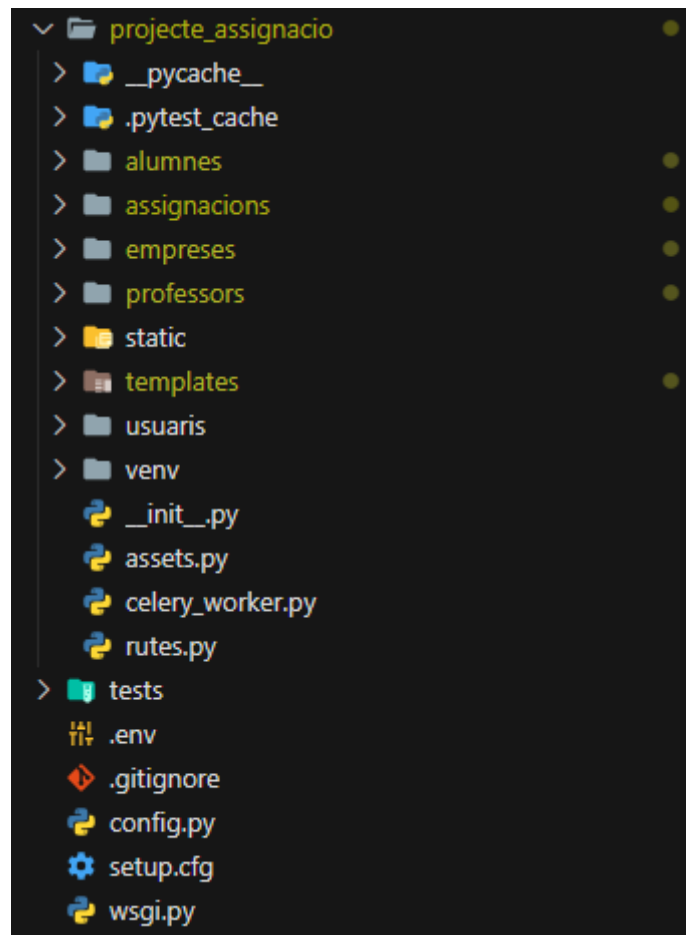 projecte_assignacio
__pycache__
.pytest_cache
alumnes
assignacions
empreses
professors
static
templates
usuaris
venv
__init__.py
assets.py
celery_worker.py
rutes.py
tests
.env
.gitignore
config.py
setup.cfg
wsgi.py